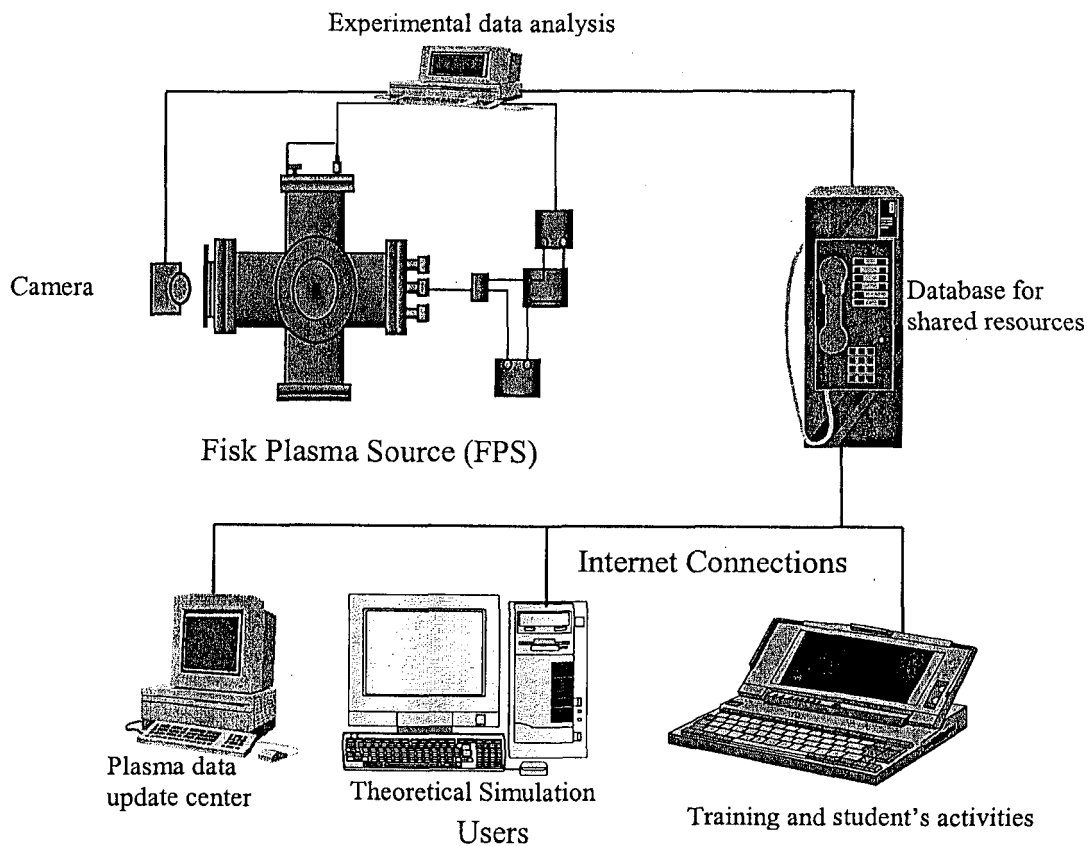 Experimental data analysis
Camera
Database for
shared resources
Fisk Plasma Source (FPS)
Internet Connections
Plasma data
update center
Theoretical Simulation
Users
Training and student's activities